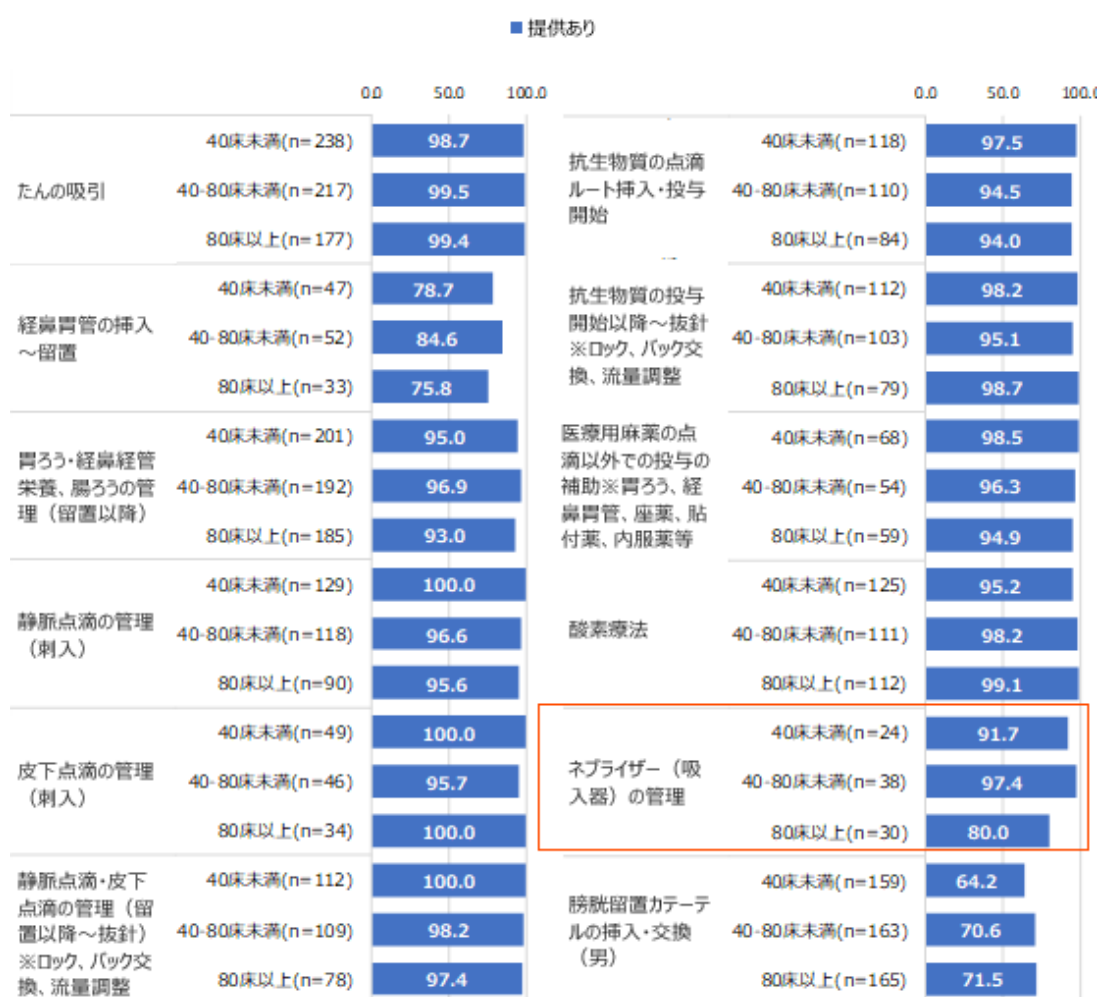 ■提供あり
0.0 50.0 100.0
たんの吸引
40床未満(n=238) 98.7
40-80床未満(n=217) 99.5
80床以上(n=177) 99.4
経鼻胃管の挿入
～留置
40床未満(n=47) 78.7
40-80床未満(n=52) 84.6
80床以上(n=33) 75.8
胃ろう・経鼻経管
栄養、腸ろうの管
理（留置以降）
40床未満(n=201) 95.0
40-80床未満(n=192) 96.9
80床以上(n=185) 93.0
静脈点滴の管理
（刺入）
40床未満(n=129) 100.0
40-80床未満(n=118) 96.6
80床以上(n=90) 95.6
皮下点滴の管理
（刺入）
40床未満(n=49) 100.0
40-80床未満(n=46) 95.7
80床以上(n=34) 100.0
静脈点滴・皮下
点滴の管理（留
置以降～抜針）
※ロック、バック交
換、流量調整
40床未満(n=112) 100.0
40-80床未満(n=109) 98.2
80床以上(n=78) 97.4
0.0 50.0 100.0
抗生物質の点滴
ルート挿入・投与
開始
40床未満(n=118) 97.5
40-80床未満(n=110) 94.5
80床以上(n=84) 94.0
抗生物質の投与
開始以降～抜針
※ロック、バック交
換、流量調整
40床未満(n=112) 98.2
40-80床未満(n=103) 95.1
80床以上(n=79) 98.7
医療用麻薬の点
滴以外での投与の
補助※胃ろう、経
鼻胃管、座薬、貼
付薬、内服薬等
40床未満(n=68) 98.5
40-80床未満(n=54) 96.3
80床以上(n=59) 94.9
酸素療法
40床未満(n=125) 95.2
40-80床未満(n=111) 98.2
80床以上(n=112) 99.1
ネブライザー（吸
入器）の管理
40床未満(n=24) 91.7
40-80床未満(n=38) 97.4
80床以上(n=30) 80.0
膀胱留置カテーテ
ルの挿入・交換
（男）
40床未満(n=159) 64.2
40-80床未満(n=163) 70.6
80床以上(n=165) 71.5